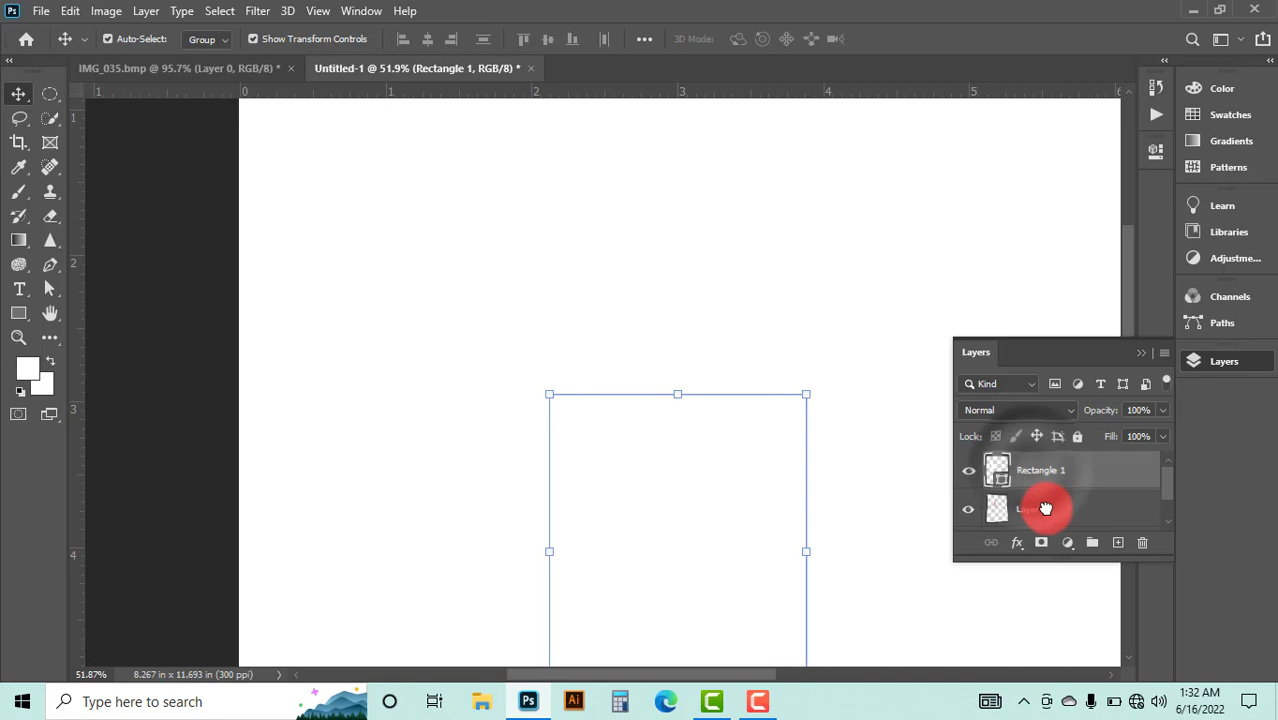 Ps File Edit Image Layer Type Select Filter 3D View Window Help
Auto-Select: Group Show Transform Controls 3D Mode:
IMG_035.bmp @ 95.7% (Layer 0, RGB/8) * Untitled-1 @ 51.9% (Rectangle 1, RGB/8) *
1 0 1 2 3 4 5 6
1
2
3
4
Color
Swatches
Gradients
Patterns
Learn
Libraries
Adjustme...
Channels
Paths
Layers
Layers
Kind
Normal Opacity: 100%
Lock: Fill: 100%
Rectangle 1
51.87% 8.267 in x 11.693 in (300 ppi)
Type here to search Ps Ai 1:32 AM
6/16/2022